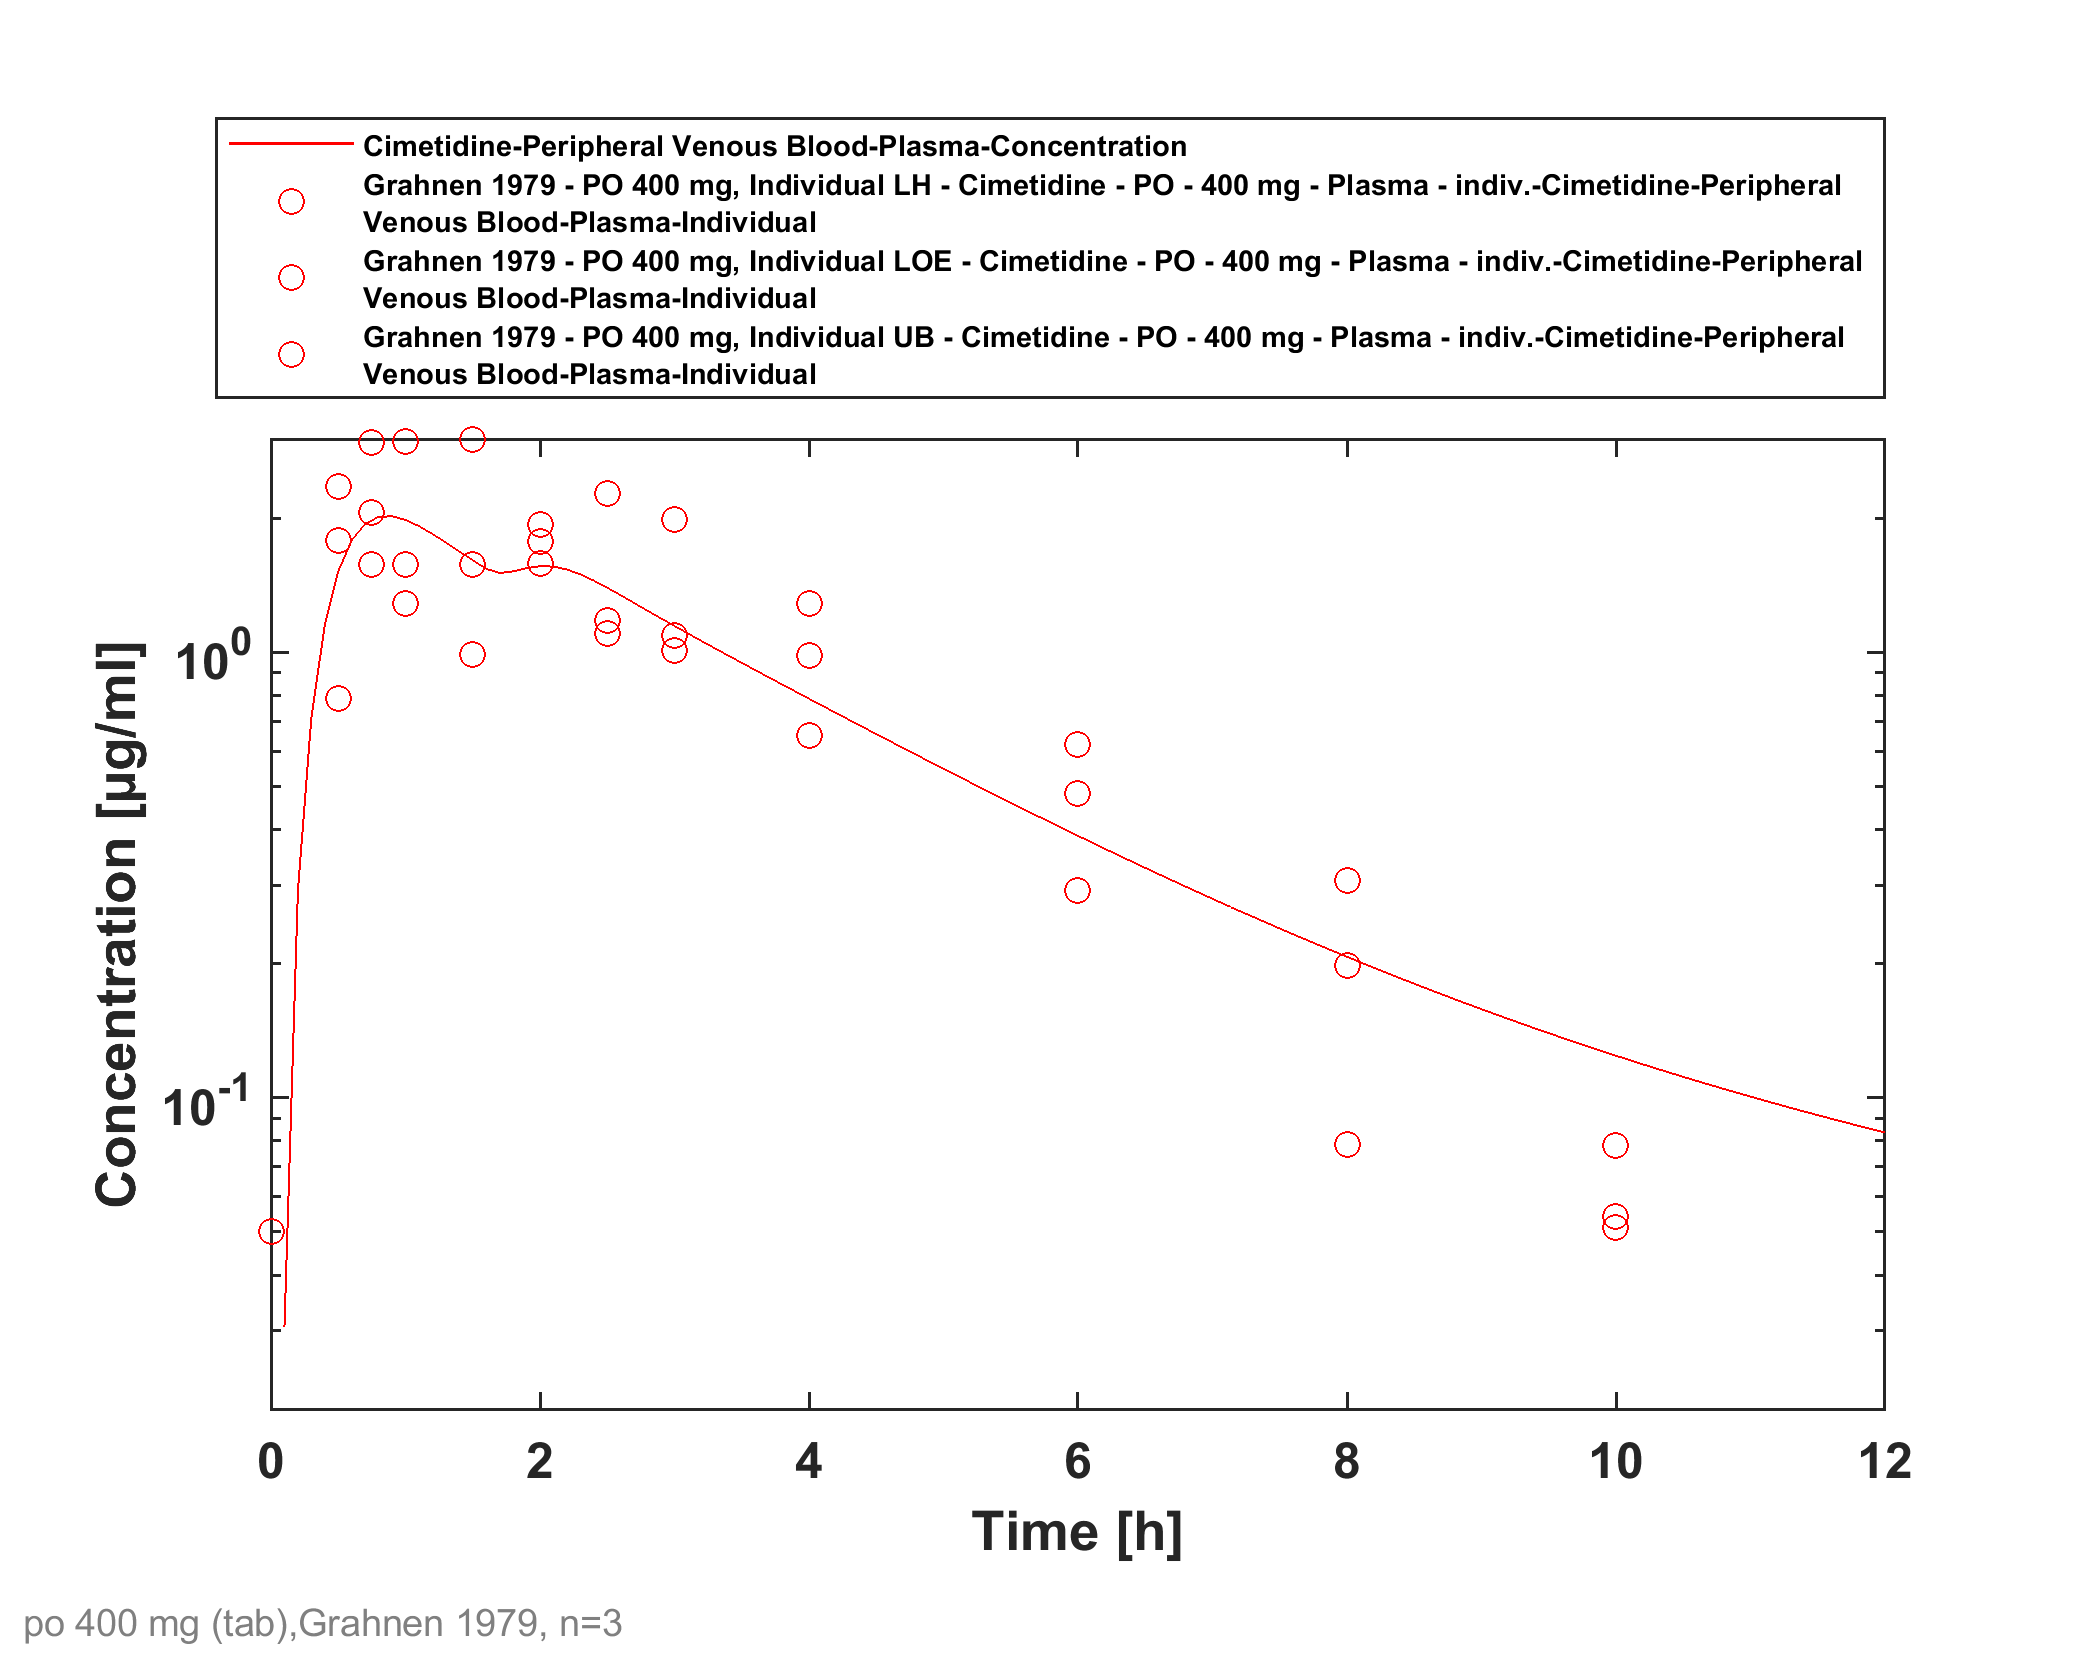 Cimetidine-Peripheral Venous Blood-Plasma-Concentration
Grahnen 1979 - PO 400 mg, Individual LH - Cimetidine - PO - 400 mg - Plasma - indiv.-Cimetidine-Peripheral
Venous Blood-Plasma-Individual
Grahnen 1979 - PO 400 mg, Individual LOE - Cimetidine - PO - 400 mg - Plasma - indiv.-Cimetidine-Peripheral
Venous Blood-Plasma-Individual
Grahnen 1979 - PO 400 mg, Individual UB - Cimetidine - PO - 400 mg - Plasma - indiv.-Cimetidine-Peripheral
Venous Blood-Plasma-Individual
Concentration [µg/ml]
10^0
10^-1
0 2 4 6 8 10 12
Time [h]
po 400 mg (tab),Grahnen 1979, n=3